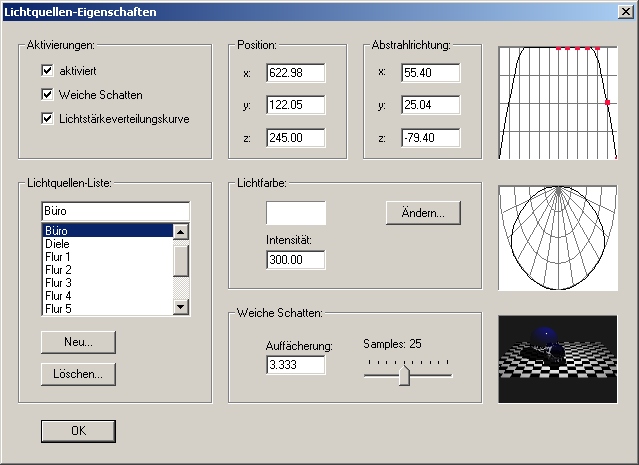 Lichtquellen-Eigenschaften
Aktivierungen:
aktiviert
Weiche Schatten
Lichtstärkeverteilungskurve
Position:
x: 622.98
y: 122.05
z: 245.00
Abstrahlrichtung:
x: 55.40
y: 25.04
z: -79.40
Lichtquellen-Liste:
Büro
Büro
Diele
Flur 1
Flur 2
Flur 3
Flur 4
Flur 5
Neu...
Löschen...
Lichtfarbe:
Ändern...
Intensität:
300.00
Weiche Schatten:
Auffächerung:
3.333
Samples: 25
OK